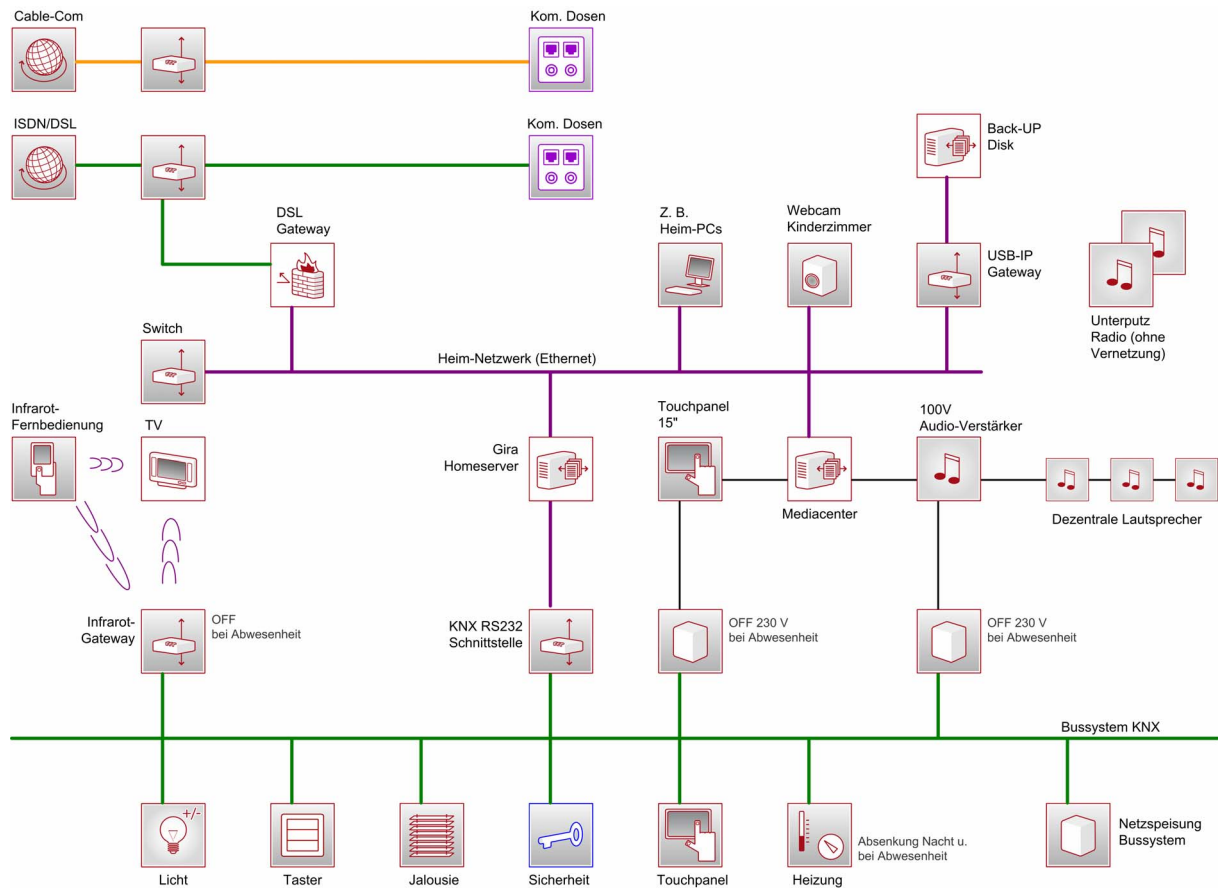 Cable-Com
Kom. Dosen
ISDN/DSL
Kom. Dosen
Back-UP
Disk
DSL
Gateway
Z. B.
Heim-PCs
Webcam
Kinderzimmer
USB-IP
Gateway
Unterputz
Radio (ohne
Vernetzung)
Switch
Heim-Netzwerk (Ethernet)
Infrarot-
Fernbedienung
TV
Gira
Homeserver
Touchpanel
15"
Mediacenter
100V
Audio-Verstärker
Dezentrale Lautsprecher
Infrarot-
Gateway
OFF
bei Abwesenheit
KNX RS232
Schnittstelle
OFF 230 V
bei Abwesenheit
OFF 230 V
bei Abwesenheit
Bussystem KNX
+/-
Licht
Taster
Jalousie
Sicherheit
Touchpanel
Heizung
Absenkung Nacht u.
bei Abwesenheit
Netzspeisung
Bussystem